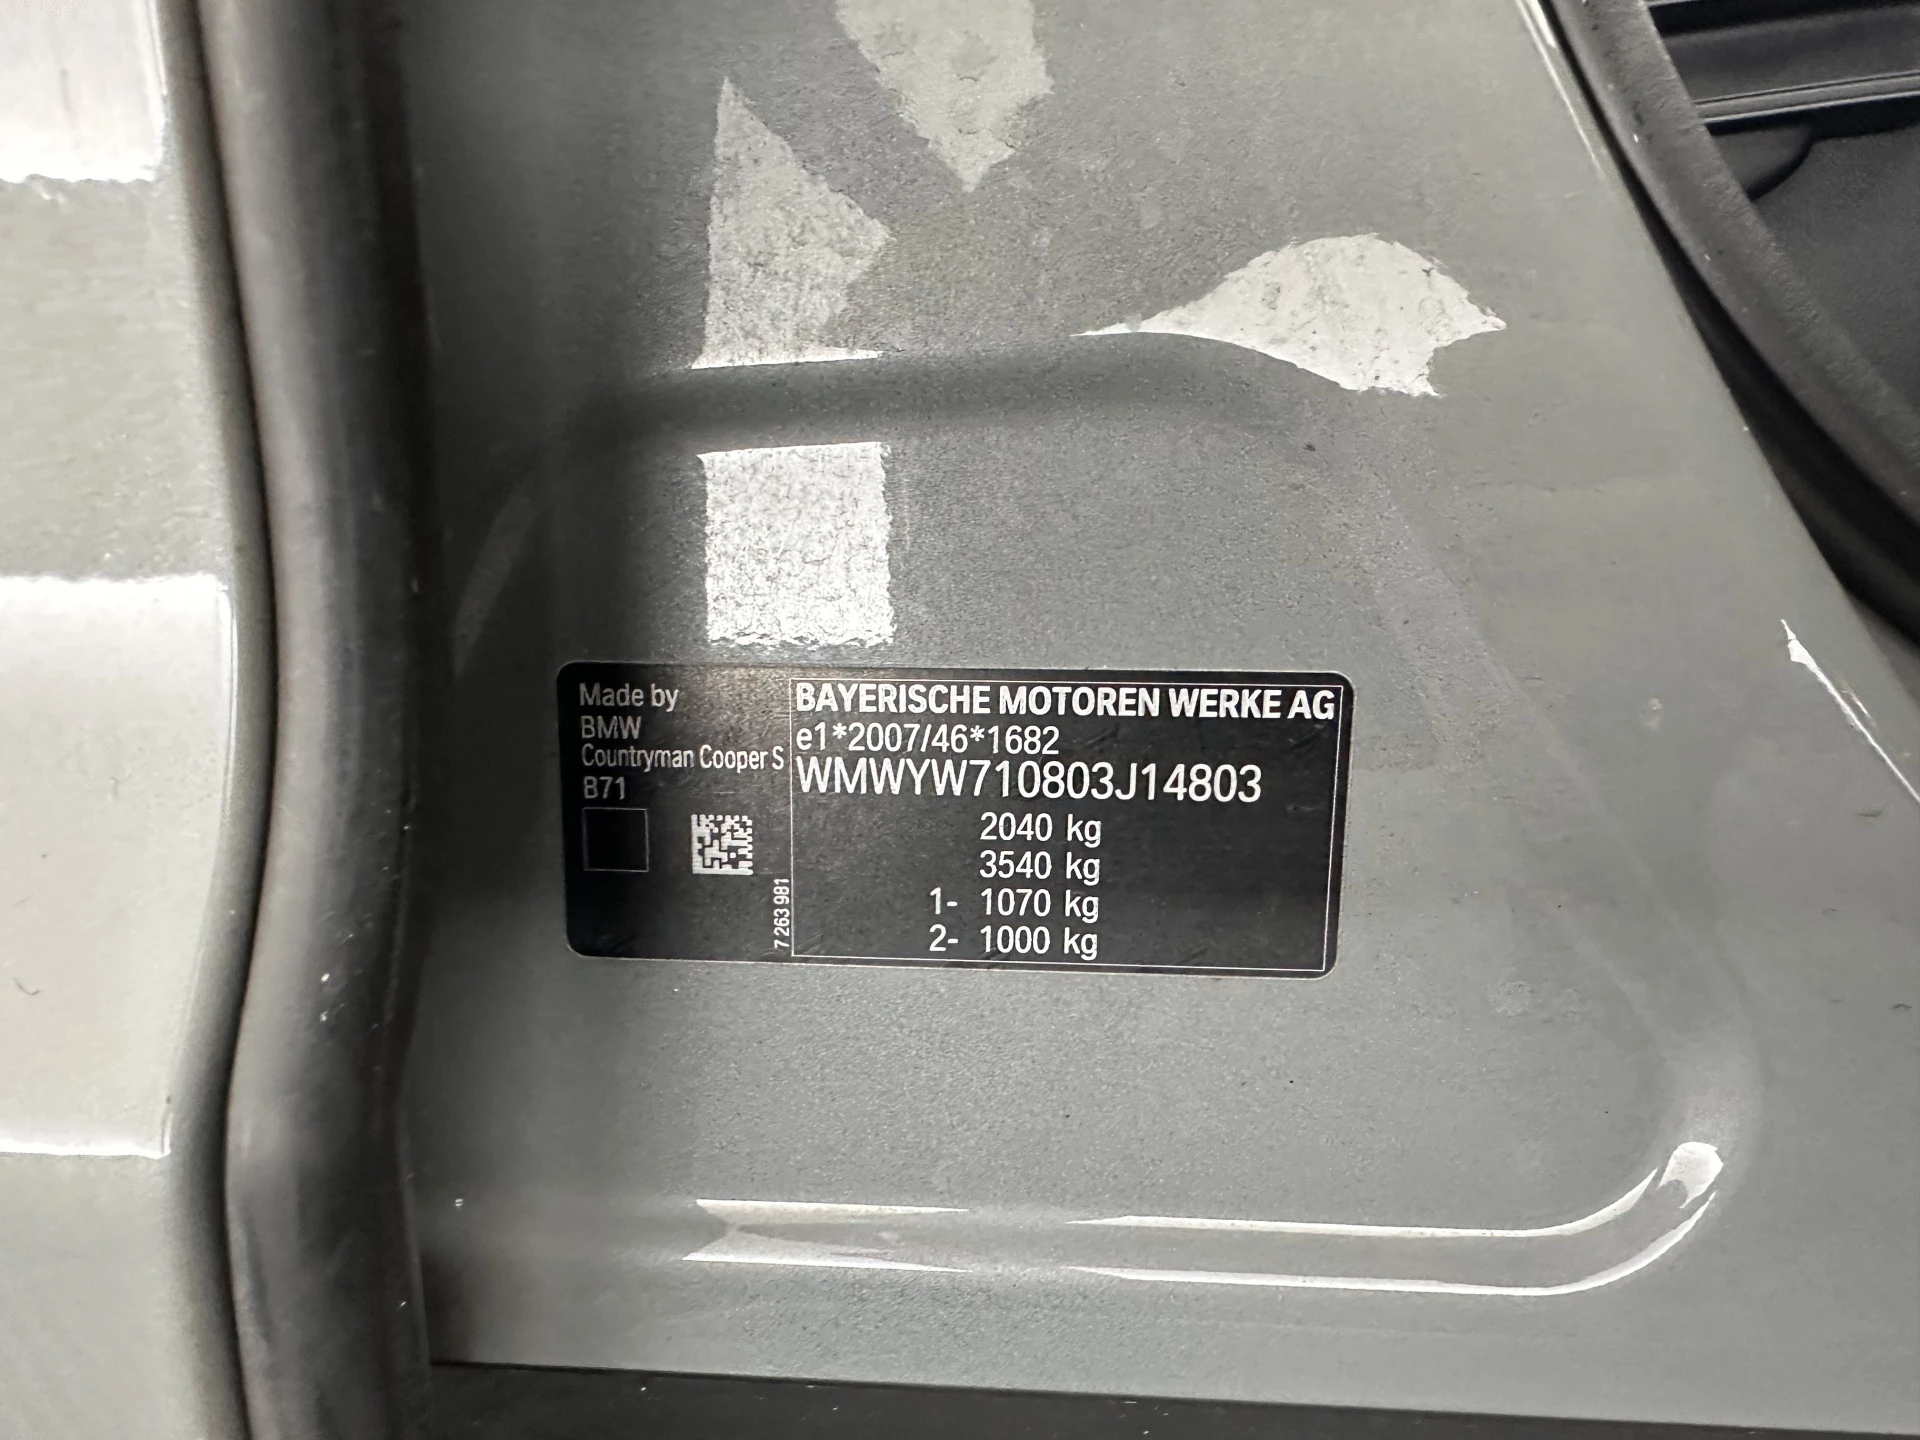 Made by
BMW
Countryman Cooper S
B71
7 263 981
BAYERISCHE MOTOREN WERKE AG
e1*2007/46*1682
WMWYW710803J14803
2040 kg
3540 kg
1- 1070 kg
2- 1000 kg